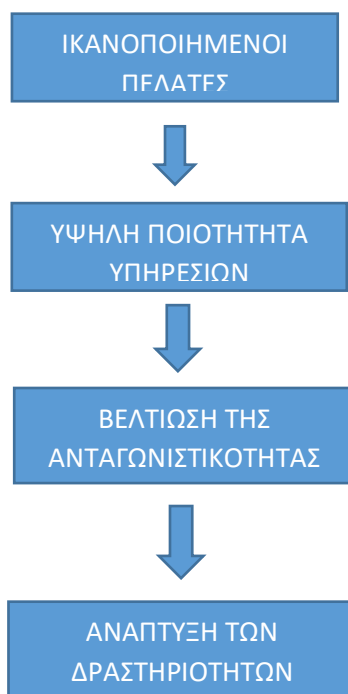 ΙΚΑΝΟΠΟΙΗΜΕΝΟΙ
ΠΕΛΑΤΕΣ
ΥΨΗΛΗ ΠΟΙΟΤΗΤΗΤΑ
ΥΠΗΡΕΣΙΩΝ
ΒΕΛΤΙΩΣΗ ΤΗΣ
ΑΝΤΑΓΩΝΙΣΤΙΚΟΤΗΤΑΣ
ΑΝΑΠΤΥΞΗ ΤΩΝ
ΔΡΑΣΤΗΡΙΟΤΗΤΩΝ